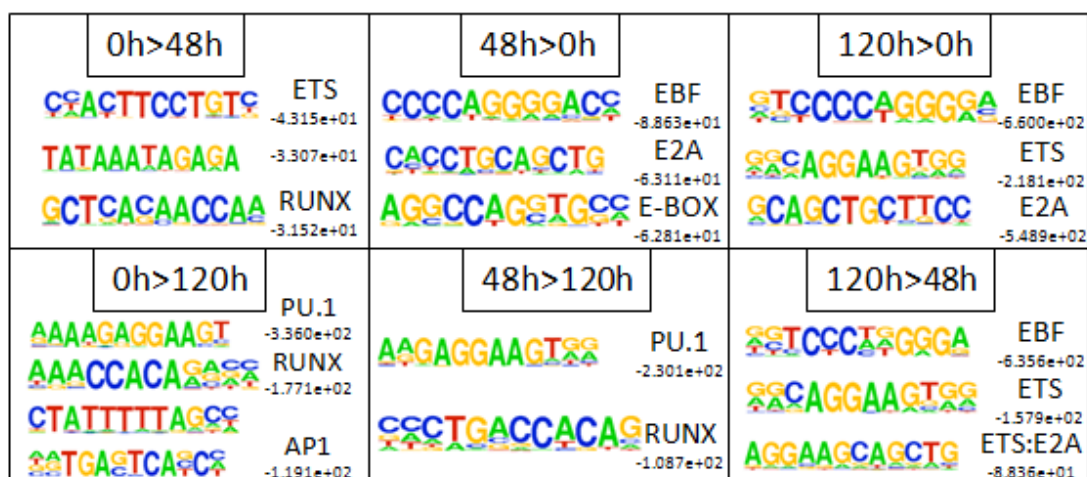 0h>48h
CCACTTCCTGTC
ETS
-4.315e+01
TATAAATAGAGA
-3.307e+01
GCTCACAACCAA
RUNX
-3.152e+01
48h>0h
CCCCAGGGGACC
EBF
-8.863e+01
CACCTGCAGCTG
E2A
-6.311e+01
AGGCCAGGTGCC
E-BOX
-6.281e+01
120h>0h
GTCCCCTGGGGA
EBF
-6.600e+02
GGCAGGAAGTGG
ETS
-2.181e+02
GCAGCTGCTTCC
E2A
-5.489e+02
0h>120h
AAAAGAGGAAGT
PU.1
-3.360e+02
AAACCACAGACC
RUNX
-1.771e+02
CTATTTTTAGCC
TGAGTCA
AP1
-1.191e+02
48h>120h
AAGAGGAAGTGG
PU.1
-2.301e+02
CCCTGACCACAG
RUNX
-1.087e+02
120h>48h
EBF
-6.356e+02
GGCAGGAAGTGG
ETS
-1.579e+02
AGGAAGCAGCTG
ETS:E2A
-8.836e+01